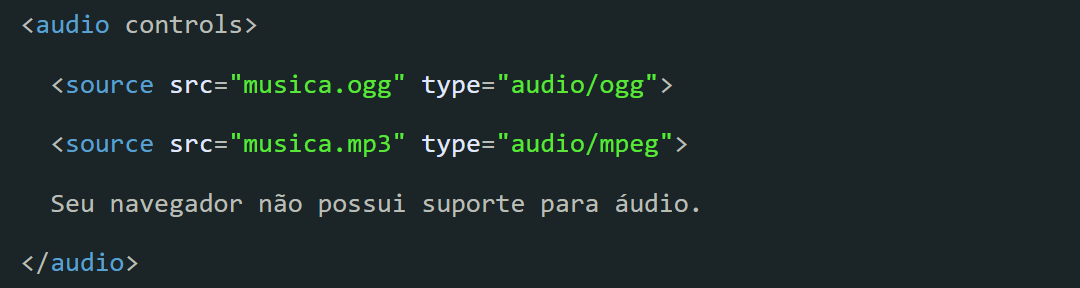 <audio controls>
<source src="musica.ogg" type="audio/ogg">
<source src="musica.mp3" type="audio/mpeg">
Seu navegador não possui suporte para áudio.
</audio>